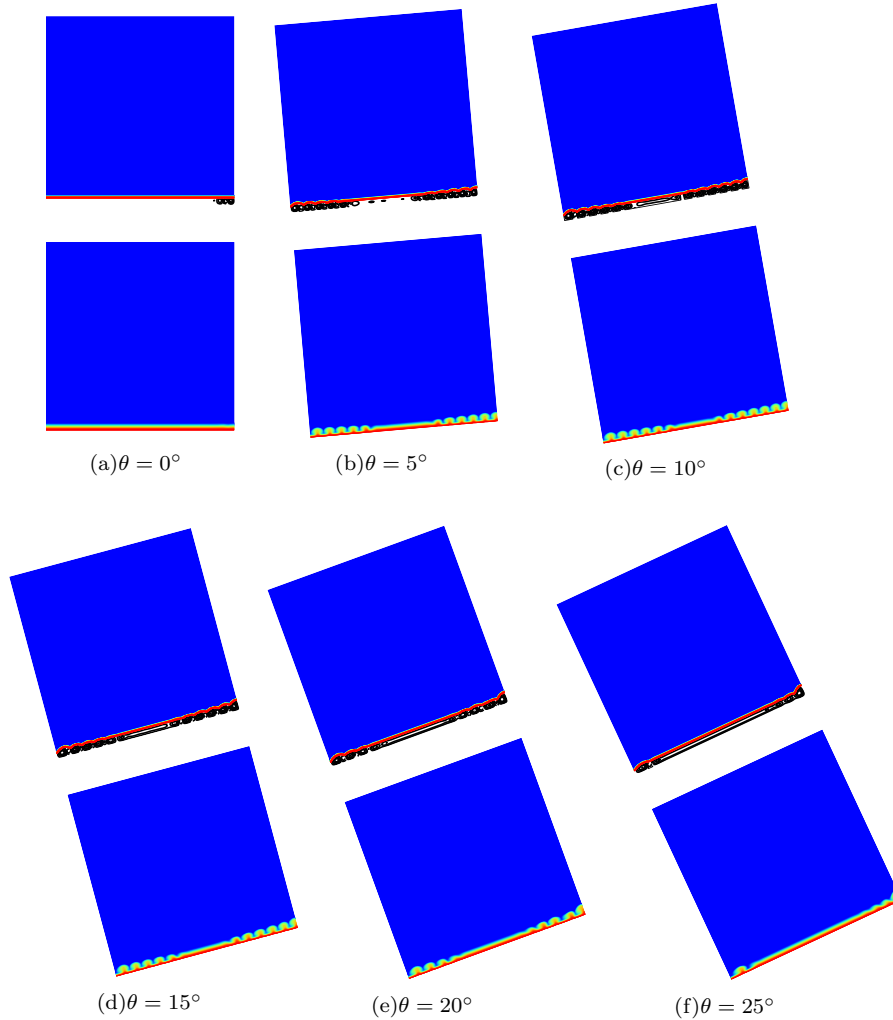 (a)θ = 0°
(b)θ = 5°
(c)θ = 10°
(d)θ = 15°
(e)θ = 20°
(f)θ = 25°